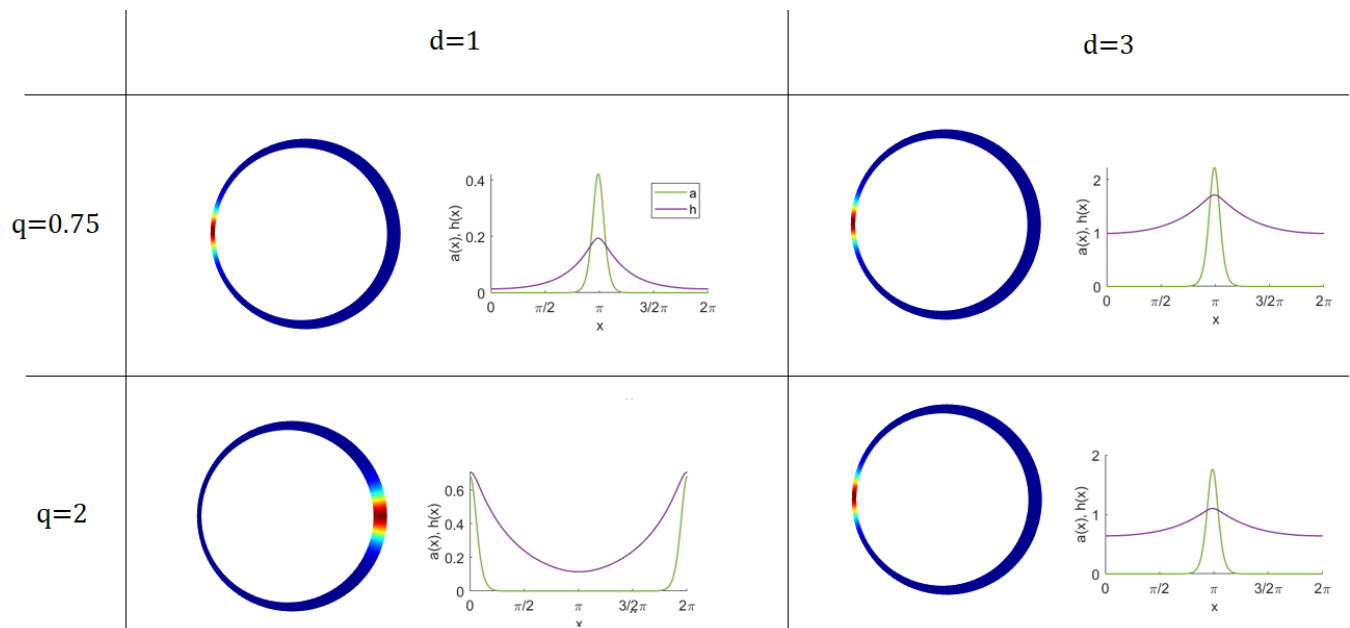 d=1
d=3
q=0.75
0.4
0.2
0
a(x), h(x)
a
h
0
π/2
π
3/2π
2π
x
2
1
0
a(x), h(x)
0
π/2
π
3/2π
2π
x
q=2
0.6
0.4
0.2
0
a(x), h(x)
0
π/2
π
3/2π
2π
x
2
1
0
a(x), h(x)
0
π/2
π
3/2π
2π
x